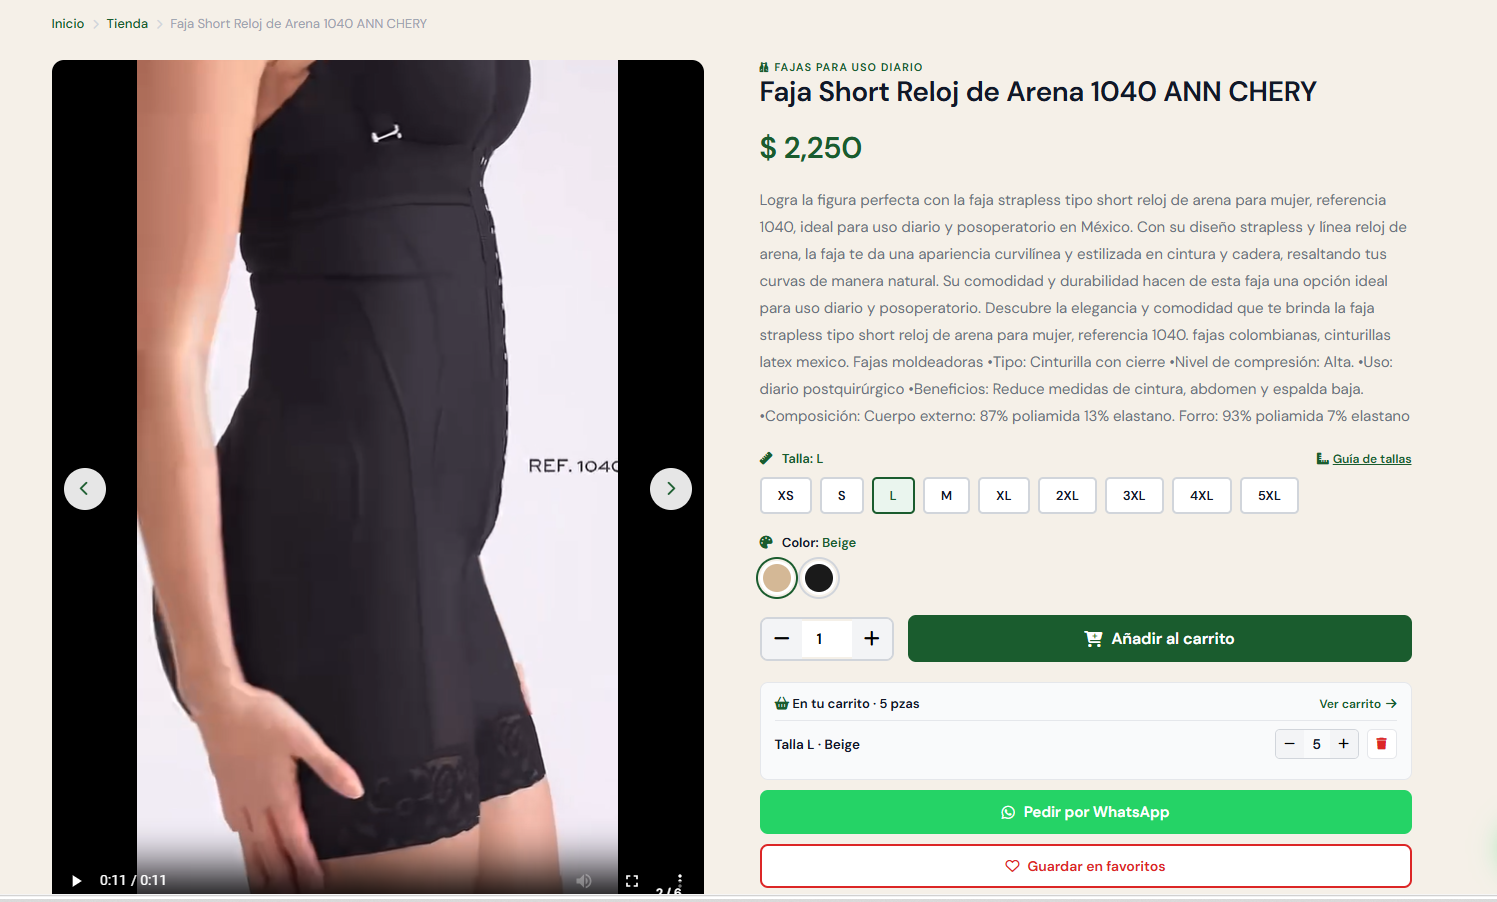 Inicio > Tienda > Faja Short Reloj de Arena 1040 ANN CHERY
FAJAS PARA USO DIARIO
Faja Short Reloj de Arena 1040 ANN CHERY
$ 2,250
Logra la figura perfecta con la faja strapless tipo short reloj de arena para mujer, referencia
1040, ideal para uso diario y posoperatorio en México. Con su diseño strapless y línea reloj de
arena, la faja te da una apariencia curvilínea y estilizada en cintura y cadera, resaltando tus
curvas de manera natural. Su comodidad y durabilidad hacen de esta faja una opción ideal
para uso diario y posoperatorio. Descubre la elegancia y comodidad que te brinda la faja
strapless tipo short reloj de arena para mujer, referencia 1040. fajas colombianas, cinturillas
latex mexico. Fajas moldeadoras •Tipo: Cinturilla con cierre •Nivel de compresión: Alta. •Uso:
diario postquirúrgico •Beneficios: Reduce medidas de cintura, abdomen y espalda baja.
•Composición: Cuerpo externo: 87% poliamida 13% elastano. Forro: 93% poliamida 7% elastano
REF. 1040
Talla: L
Guía de tallas
XS S L M XL 2XL 3XL 4XL 5XL
Color: Beige
1
Añadir al carrito
En tu carrito · 5 pzas
Ver carrito →
Talla L · Beige
5
Pedir por WhatsApp
Guardar en favoritos
0:11 / 0:11
2 / 6